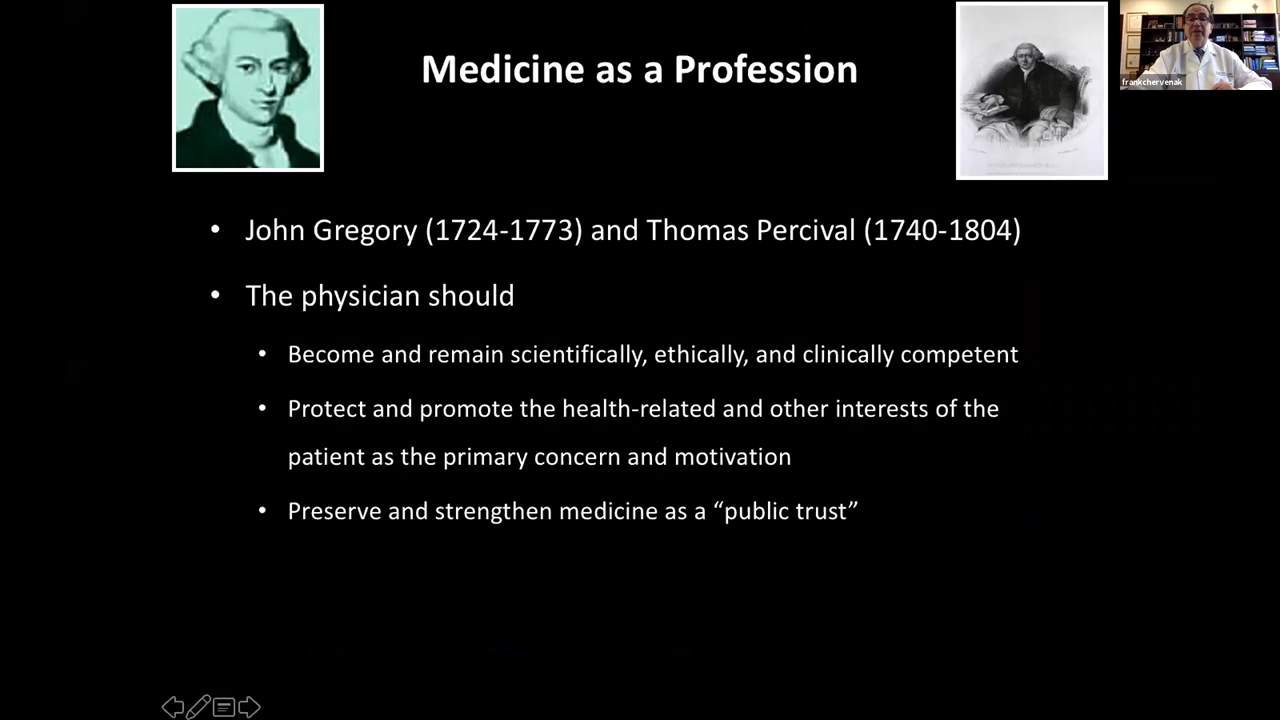 Medicine as a Profession
frankchervenak
• John Gregory (1724-1773) and Thomas Percival (1740-1804)
• The physician should
• Become and remain scientifically, ethically, and clinically competent
• Protect and promote the health-related and other interests of the
patient as the primary concern and motivation
• Preserve and strengthen medicine as a “public trust”